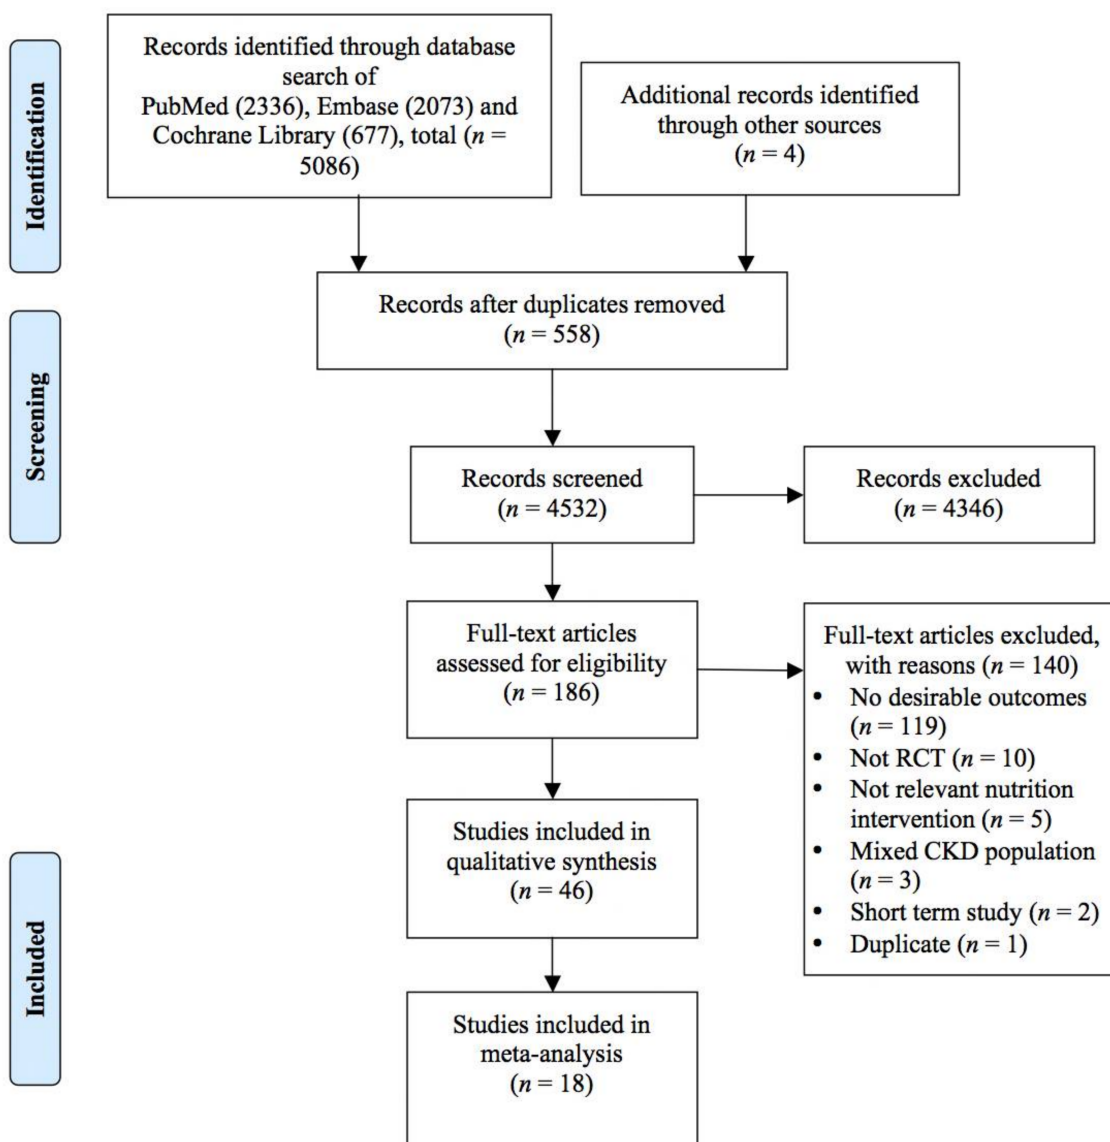 Identification
Records identified through database
search of
PubMed (2336), Embase (2073) and
Cochrane Library (677), total (n =
5086)
Additional records identified
through other sources
(n = 4)
Records after duplicates removed
(n = 558)
Screening
Records screened
(n = 4532)
Records excluded
(n = 4346)
Full-text articles
assessed for eligibility
(n = 186)
Full-text articles excluded,
with reasons (n = 140)
• No desirable outcomes
(n = 119)
• Not RCT (n = 10)
• Not relevant nutrition
intervention (n = 5)
• Mixed CKD population
(n = 3)
• Short term study (n = 2)
• Duplicate (n = 1)
Included
Studies included in
qualitative synthesis
(n = 46)
Studies included in
meta-analysis
(n = 18)